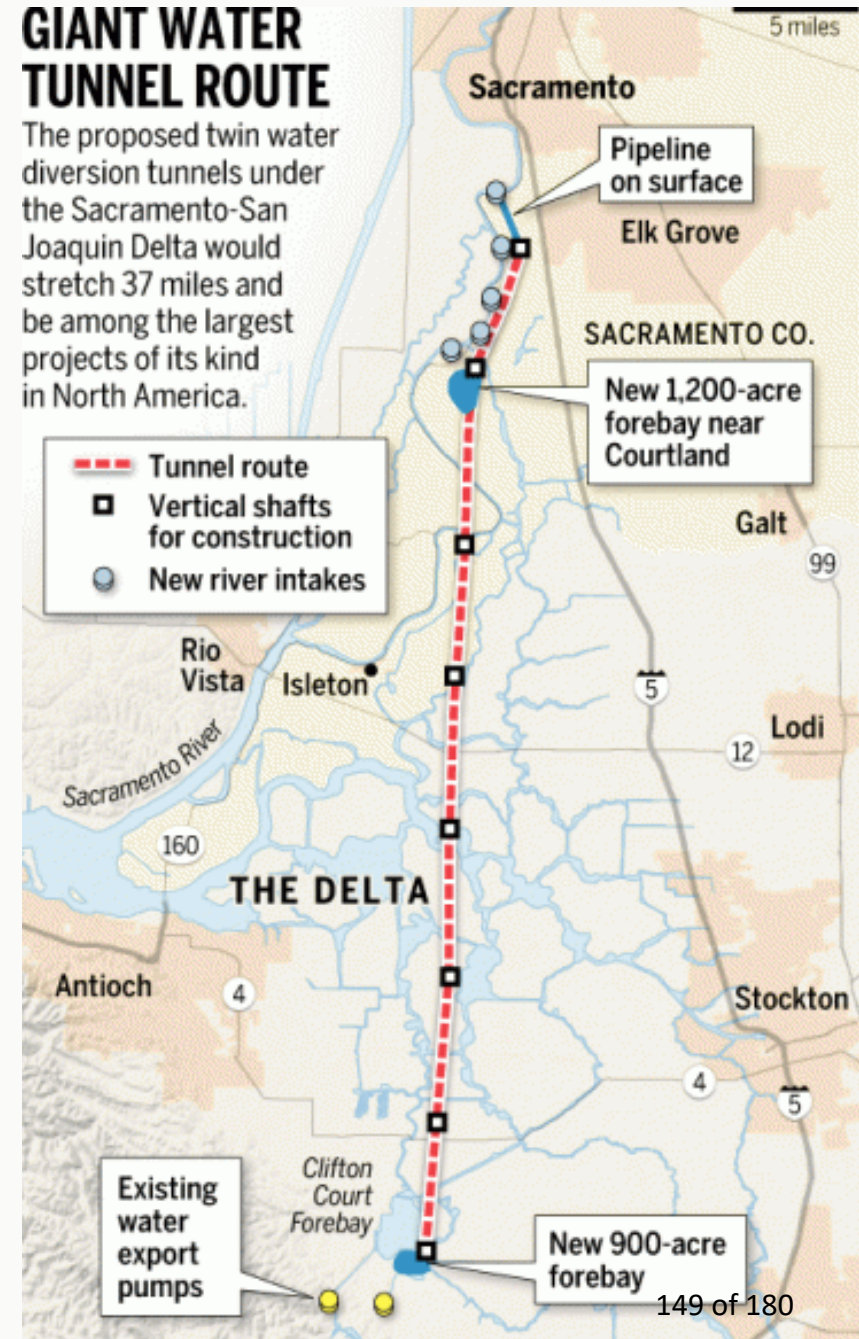 GIANT WATER
TUNNEL ROUTE
The proposed twin water
diversion tunnels under
the Sacramento-San
Joaquin Delta would
stretch 37 miles and
be among the largest
projects of its kind
in North America.
5 miles
Sacramento
Pipeline
on surface
Elk Grove
SACRAMENTO CO.
New 1,200-acre
forebay near
Courtland
Tunnel route
Vertical shafts
for construction
New river intakes
Galt
99
Rio
Vista
Isleton
5
Lodi
12
Sacramento River
160
THE DELTA
Antioch
4
Stockton
4
5
Clifton
Court
Forebay
Existing
water
export
pumps
New 900-acre
forebay
149 of 180